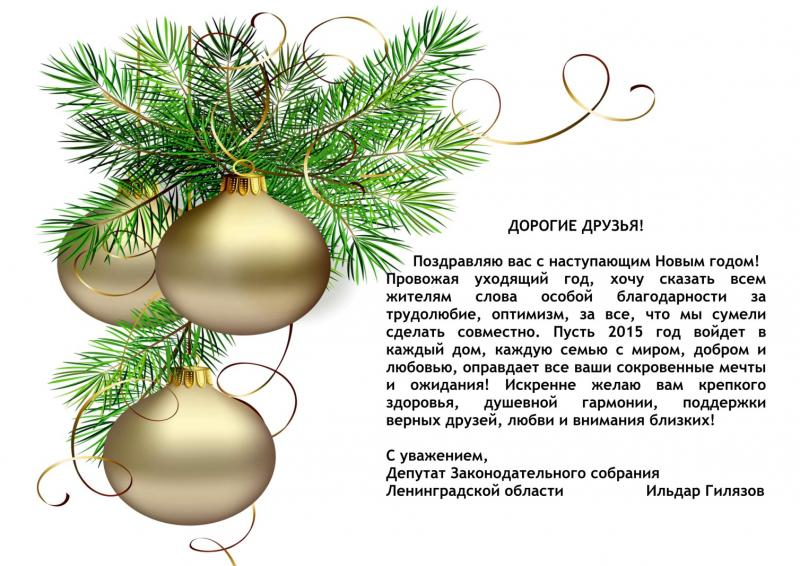 ДОРОГИЕ ДРУЗЬЯ!
Поздравляю вас с наступающим Новым годом!
Провожая уходящий год, хочу сказать всем
жителям слова особой благодарности за
трудолюбие, оптимизм, за все, что мы сумели
сделать совместно. Пусть 2015 год войдет в
каждый дом, каждую семью с миром, добром и
любовью, оправдает все ваши сокровенные мечты
и ожидания! Искренне желаю вам крепкого
здоровья, душевной гармонии, поддержки
верных друзей, любви и внимания близких!
С уважением,
Депутат Законодательного собрания
Ленинградской области Ильдар Гилязов